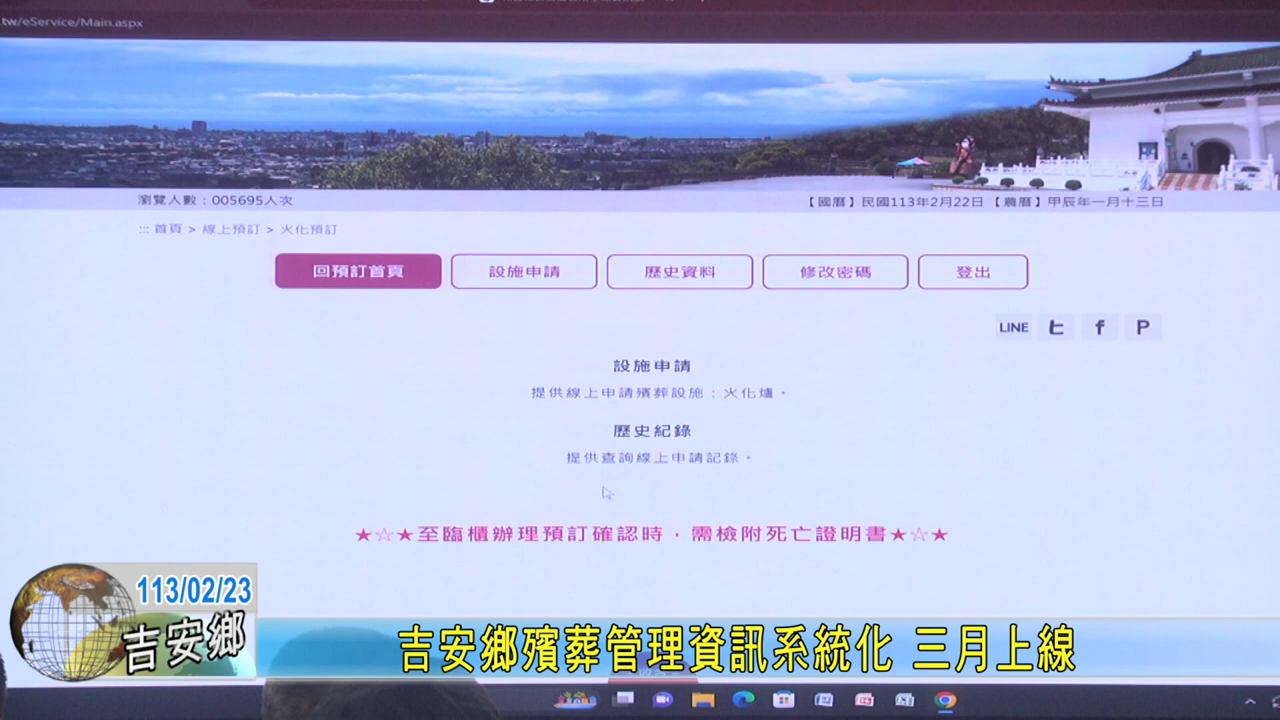 .tw/eService/Main.aspx
瀏覽人數：005695人次
【國曆】民國113年2月22日 【農曆】甲辰年一月十三日
::: 首頁 > 線上預訂 > 火化預訂
回預訂首頁 設施申請 歷史資料 修改密碼 登出
LINE t f P
設施申請
提供線上申請殯葬設施：火化爐。
歷史紀錄
提供查詢線上申請記錄。
★☆★至臨櫃辦理預訂確認時，需檢附死亡證明書★☆★
113/02/23
吉安鄉
吉安鄉殯葬管理資訊系統化 三月上線